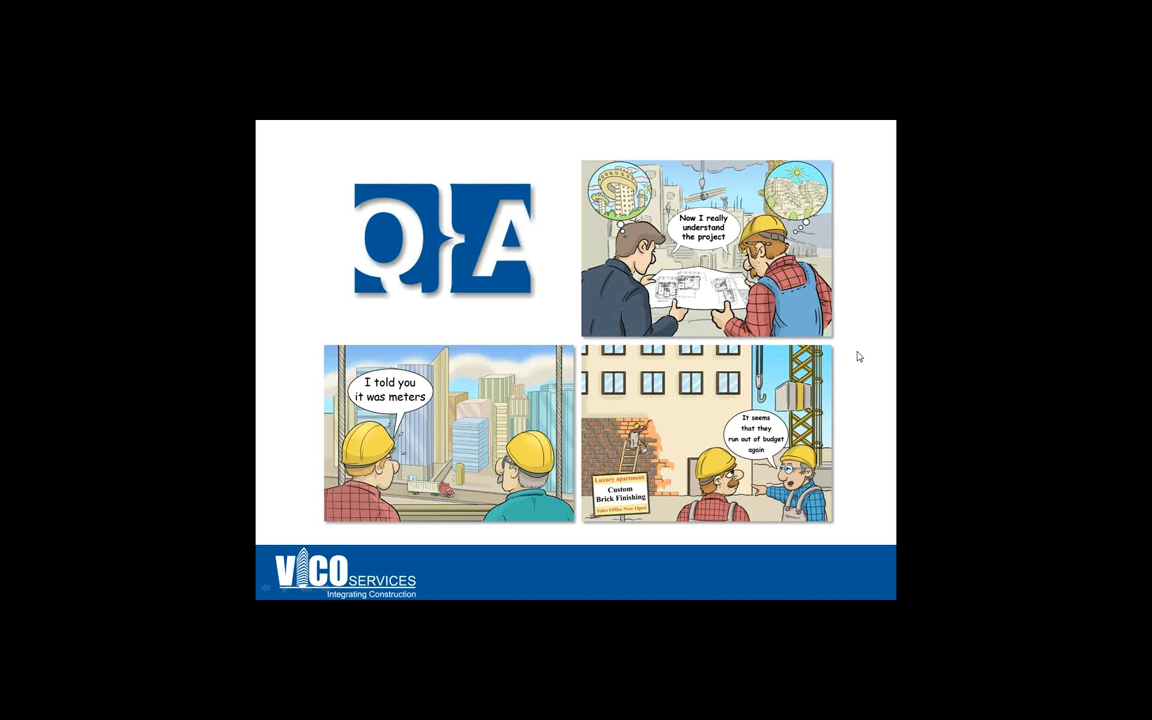 Q}A
Now I really
understand
the project
I told you
it was meters
It seems
that they
run out of budget
again
Luxury apartment
Custom
Brick Finishing
Sales Office Now Open
VICO SERVICES
Integrating Construction